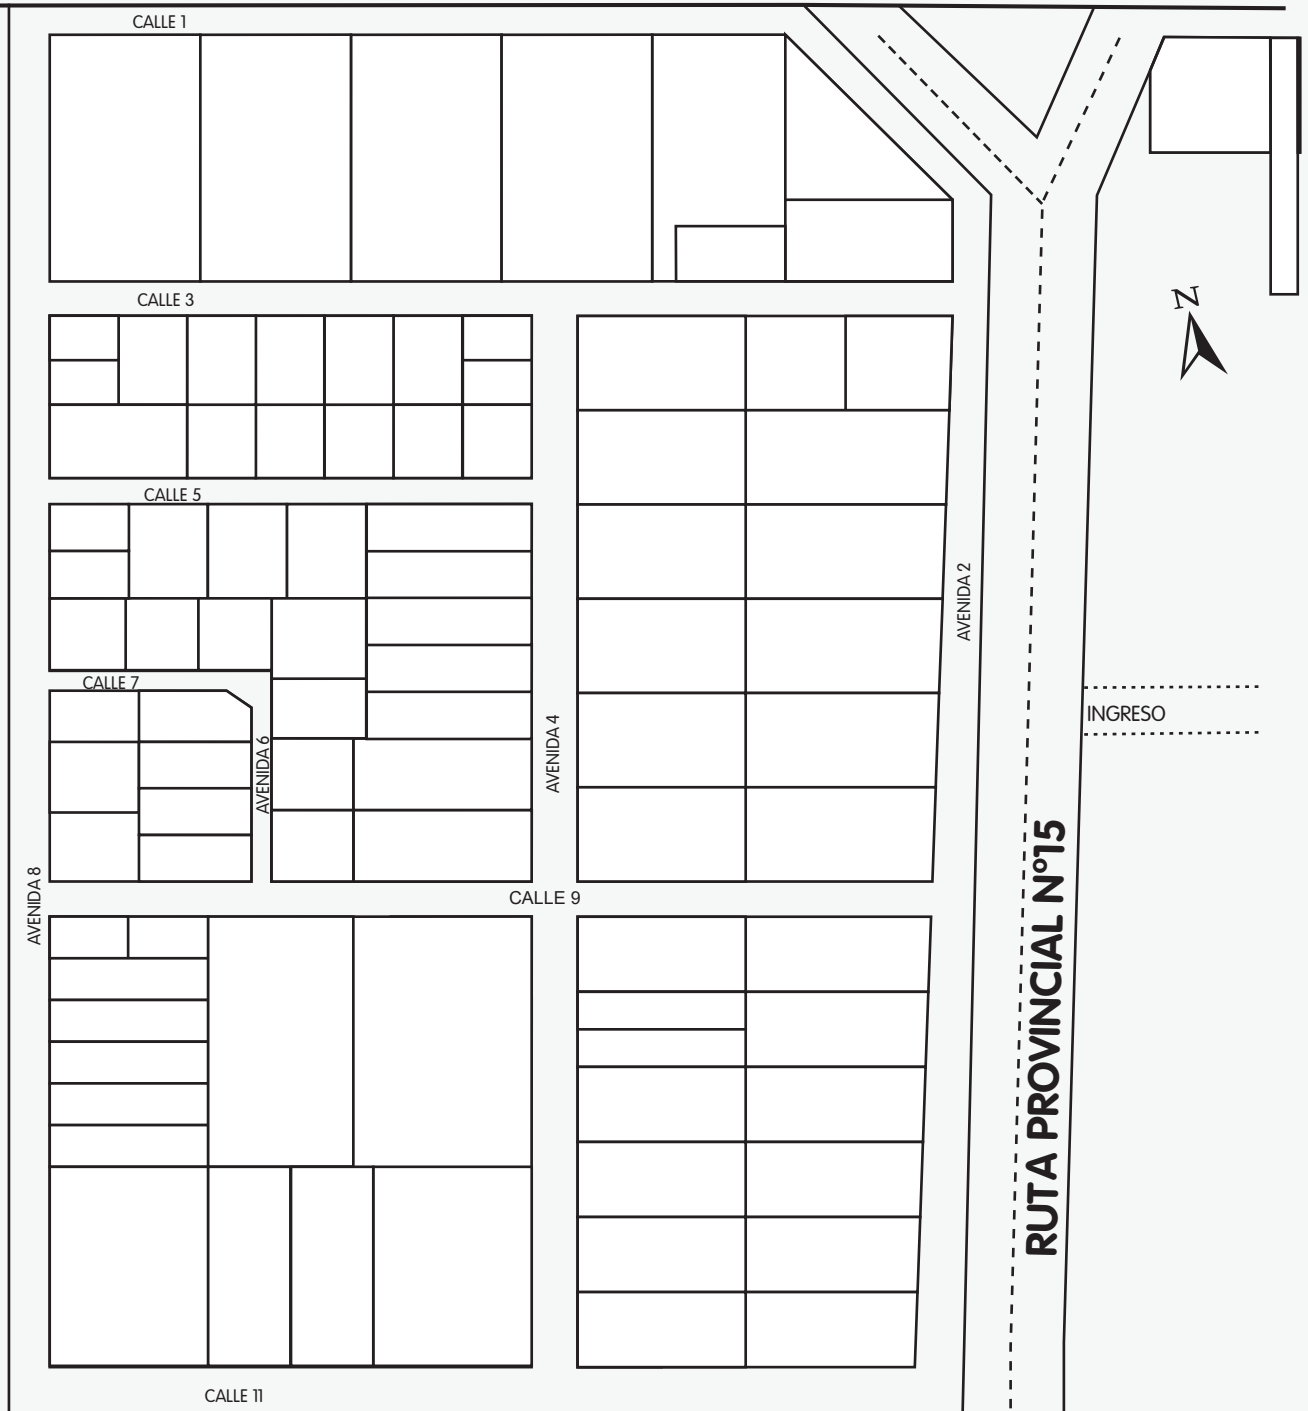 CALLE 1
CALLE 3
N
CALLE 5
AVENIDA 2
CALLE 7
AVENIDA 6
AVENIDA 4
INGRESO
AVENIDA 8
CALLE 9
RUTA PROVINCIAL Nº15
CALLE 11